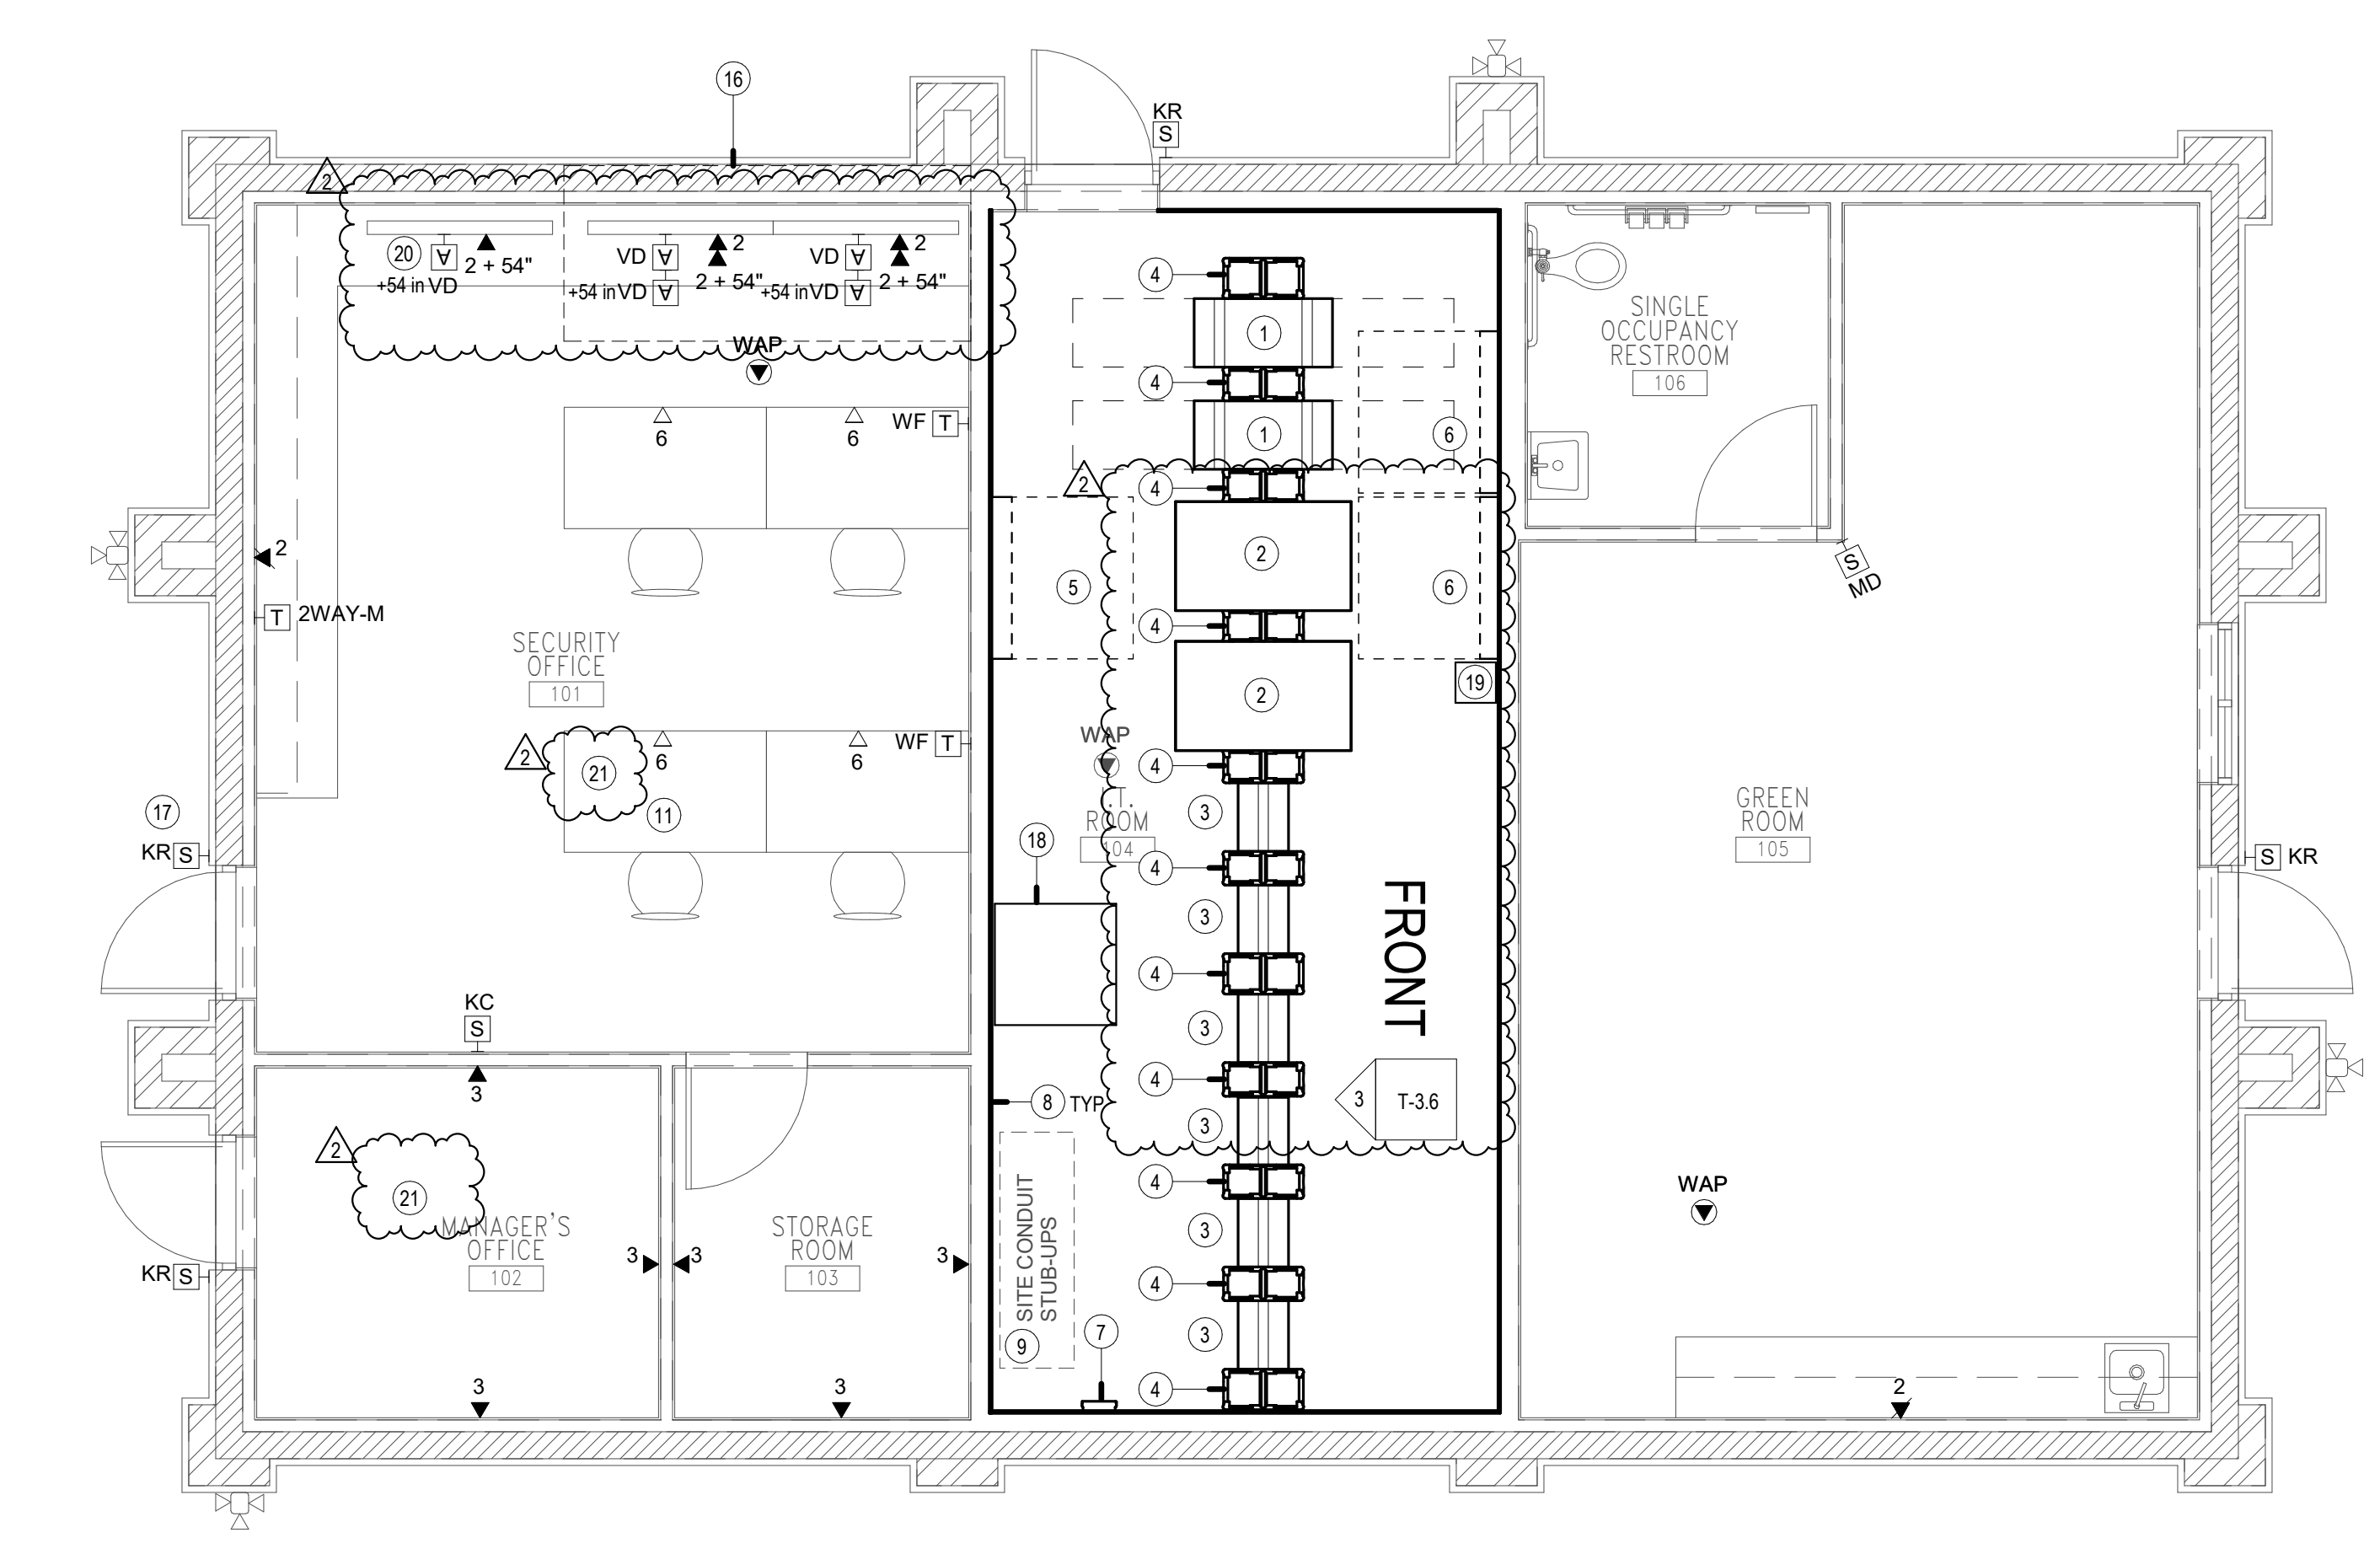 16
KR
S
2
20
A
2 + 54"
+54 in VD
VD A
2
+54 in VD A
2 + 54"
VD A
2
+54 in VD A
2 + 54"
WAP
6
6
WF T
2
T 2WAY-M
SECURITY
OFFICE
101
WF T
2
21
6
6
11
17
KR S
KC
S
3
2
21
MANAGER'S
OFFICE
102
KR S
3
3
3
STORAGE
ROOM
103
3
3
4
1
4
1
6
2
4
2
5
6
4
2
19
WAP
4
I.T.
ROOM
104
3
18
4
3
4
3
FRONT
4
8 TYP
3
T-3.6
3
4
SITE CONDUIT
STUB-UPS
3
4
9
7
3
4
SINGLE
OCCUPANCY
RESTROOM
106
S
MD
GREEN
ROOM
105
S KR
WAP
2